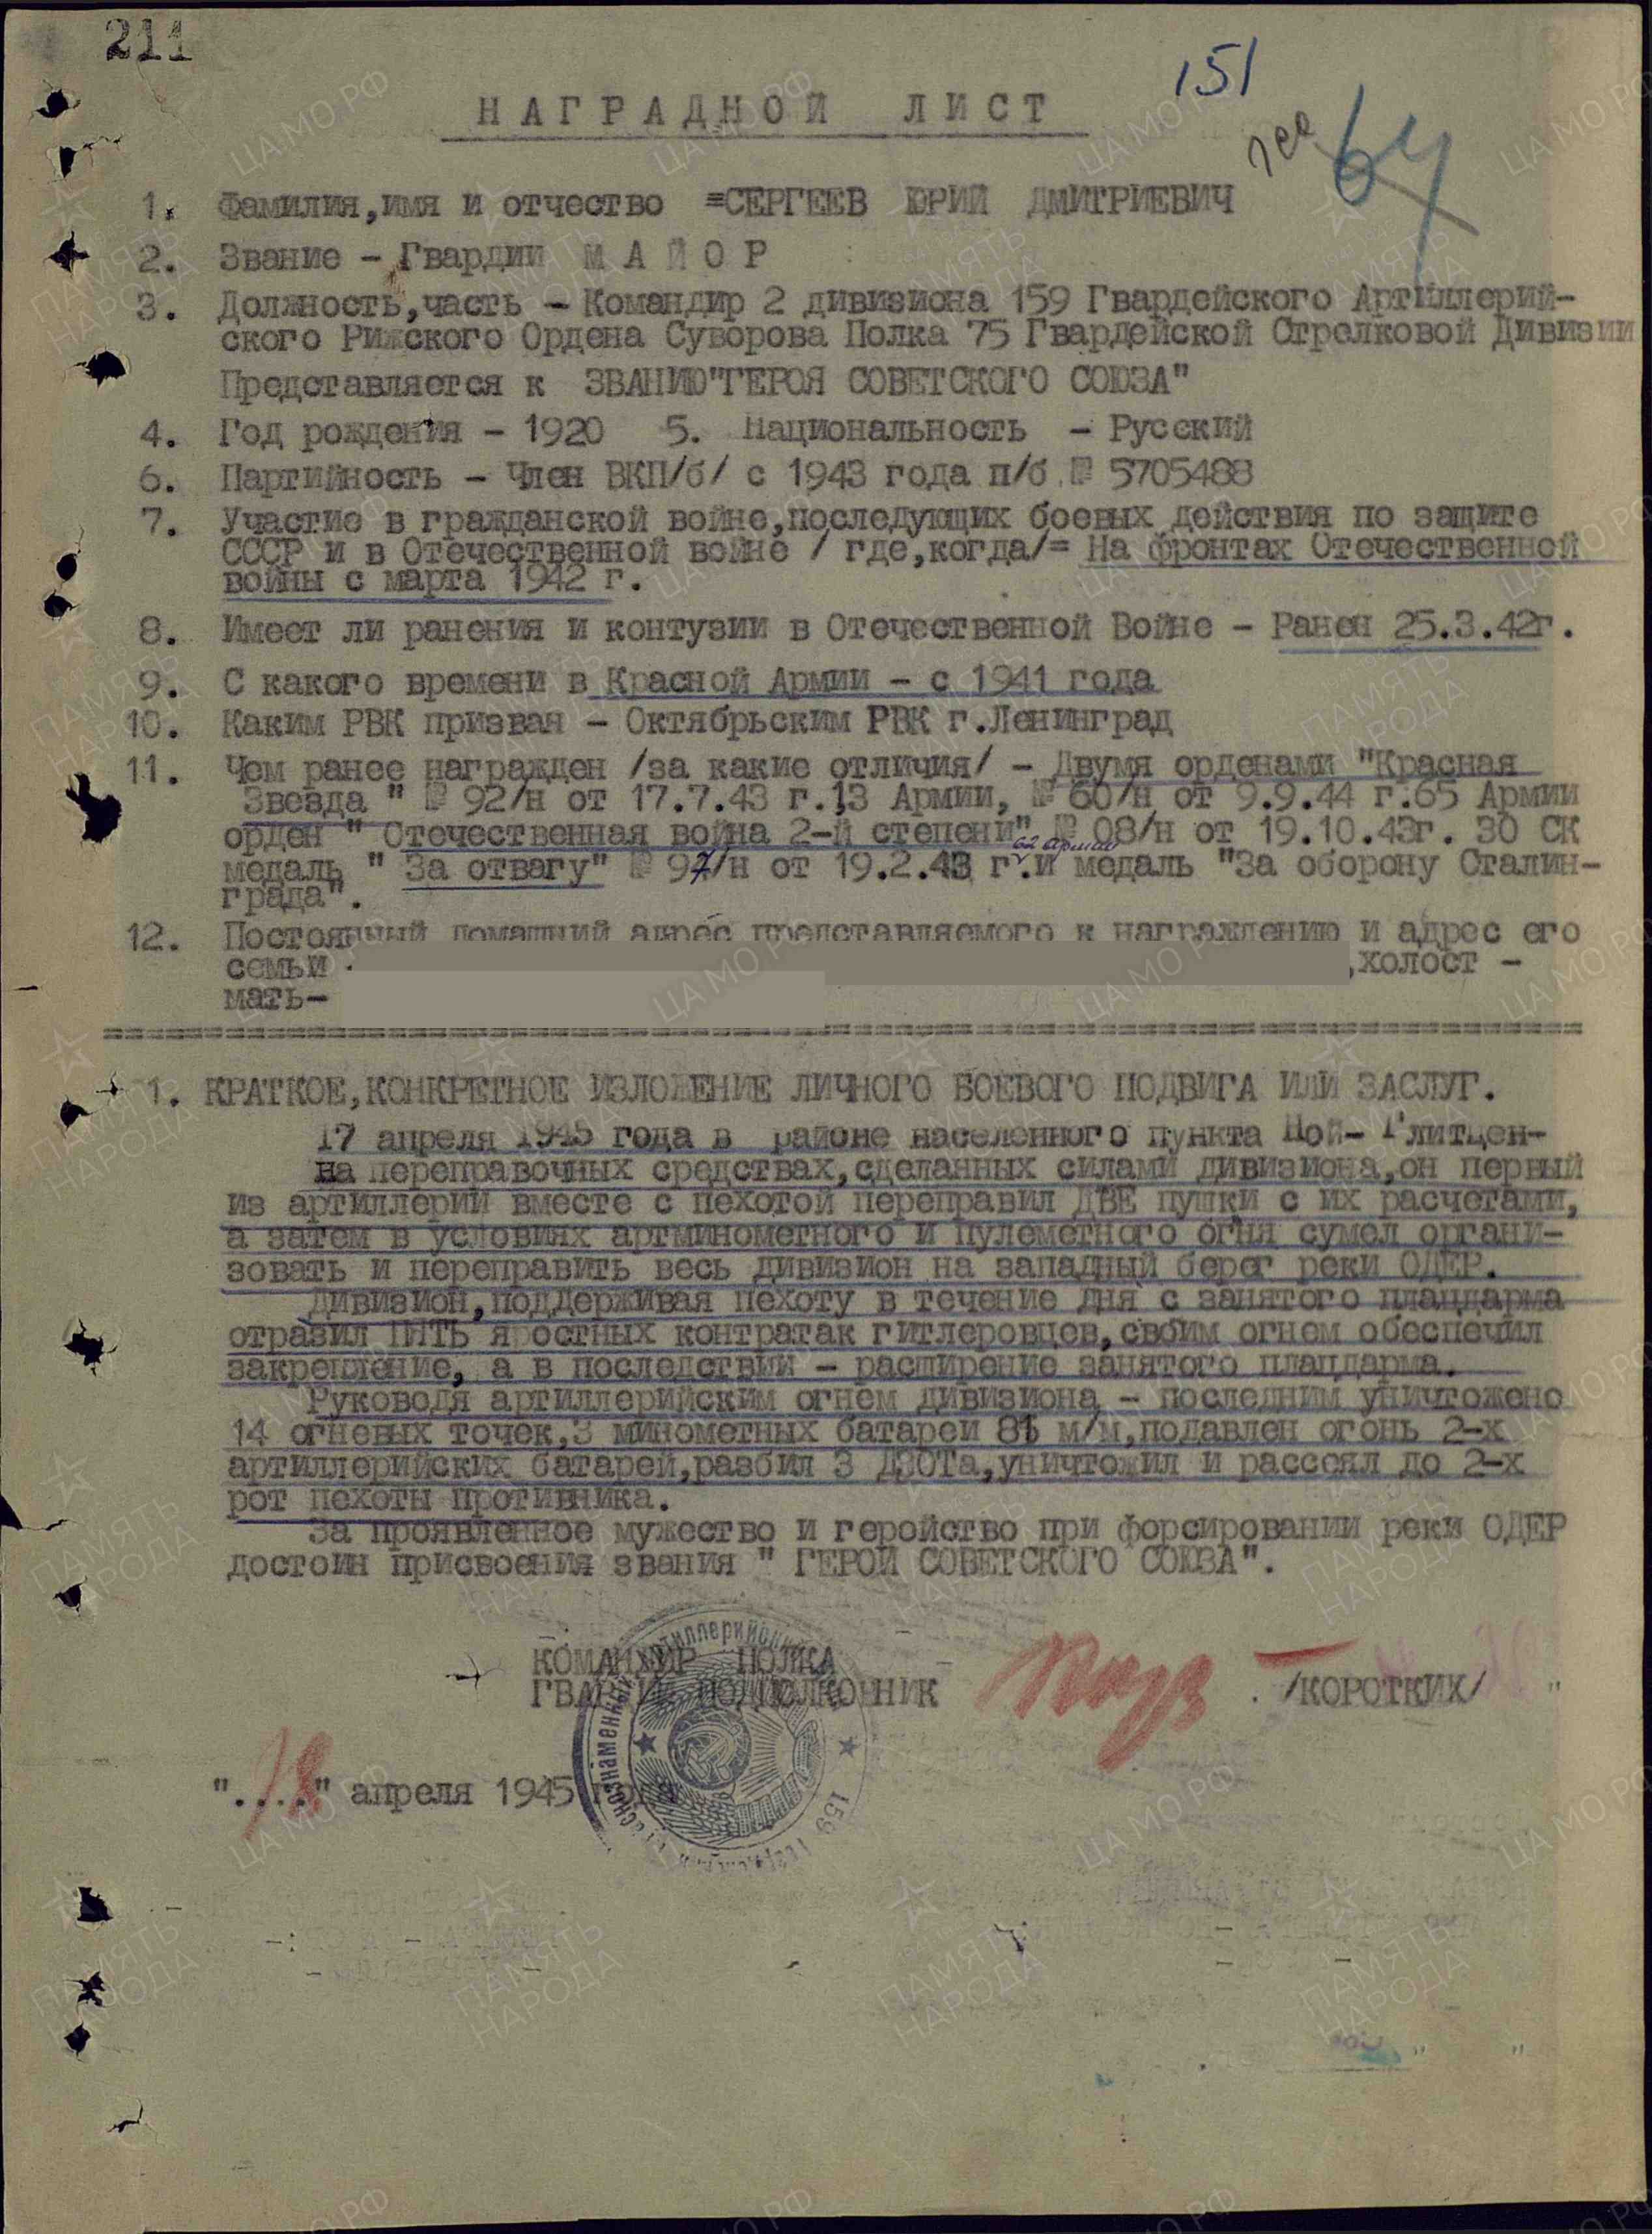 211
151
64
НАГРАДНОЙ ЛИСТ
1. Фамилия,имя и отчество =СЕРГЕЕВ ЮРИЙ ДМИТРИЕВИЧ
2. Звание - Гвардии МАЙОР
3. Должность,часть - Командир 2 дивизиона 159 Гвардейского Артиллерий-
ского Рижского Ордена Суворова Полка 75 Гвардейской Стрелковой Дивизии
Представляется к ЗВАНИЮ"ГЕРОЯ СОВЕТСКОГО СОЮЗА"
4. Год рождения - 1920 5. Национальность - Русский
6. Партийность - Член ВКП/б/ с 1943 года п/б № 5705488
7. Участие в гражданской войне,последующих боевых действия по защите
СССР и в Отечественной войне / где,когда/= На фронтах Отечественной
войны с марта 1942 г.
8. Имеет ли ранения и контузии в Отечественной Войне - Ранен 25.3.42г.
9. С какого времени в Красной Армии - с 1941 года
10. Каким РВК призван - Октябрьским РВК г.Ленинград
11. Чем ранее награжден /за какие отличия/ - Двумя орденами "Красная
Звезда " № 92/н от 17.7.43 г.13 Армии, № 60/н от 9.9.44 г.65 Армии
орден " Отечественная война 2-й степени" № 08/н от 19.10.43г. 30 СК
62 армии
медаль " За отвагу" № 97/н от 19.2.43 г.и медаль "За оборону Сталин-
града".
12. Постоянный домашний адрес представляемого к награждению и адрес его
семьи ,холост -
мать-
1. КРАТКОЕ,КОНКРЕТНОЕ ИЗЛОЖЕНИЕ ЛИЧНОГО БОЕВОГО ПОДВИГА ИЛИ ЗАСЛУГ.
17 апреля 1945 года в районе населенного пункта Ной- Глитцен-
на переправочных средствах,сделанных силами дивизиона,он первый
из артиллерии вместе с пехотой переправил ДВЕ пушки с их расчетами,
а затем в условиях артминометного и пулеметного огня сумел органи-
зовать и переправить весь дивизион на западный берег реки ОДЕР.
Дивизион,поддерживая пехоту в течение дня с занятого плацдарма
отразил ПЯТЬ яростных контратак гитлеровцев,своим огнем обеспечил
закрепление, а в последствии - расширение занятого плацдарма.
Руководя артиллерийским огнем дивизиона - последним уничтожено
14 огневых точек,3 минометных батареи 81 м/м,подавлен огонь 2-х
артиллерийских батарей,разбил 3 ДЗОТа,уничтожил и рассеял до 2-х
рот пехоты противника.
За проявленное мужество и геройство при форсировании реки ОДЕР
достоин присвоения звания " ГЕРОЙ СОВЕТСКОГО СОЮЗА".
КОМАНДИР ПОЛКА
ГВАРДИИ ПОДПОЛКОВНИК /КОРОТКИХ/
"18" апреля 1945 года